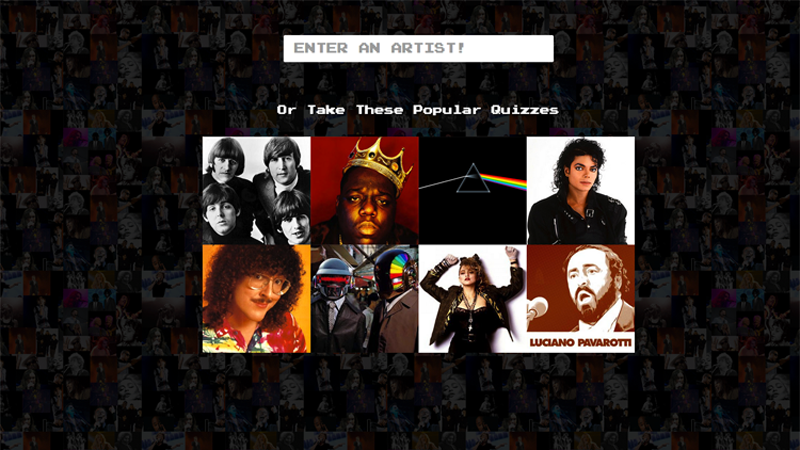 ENTER AN ARTIST!
Or Take These Popular Quizzes
LUCIANO PAVAROTTI